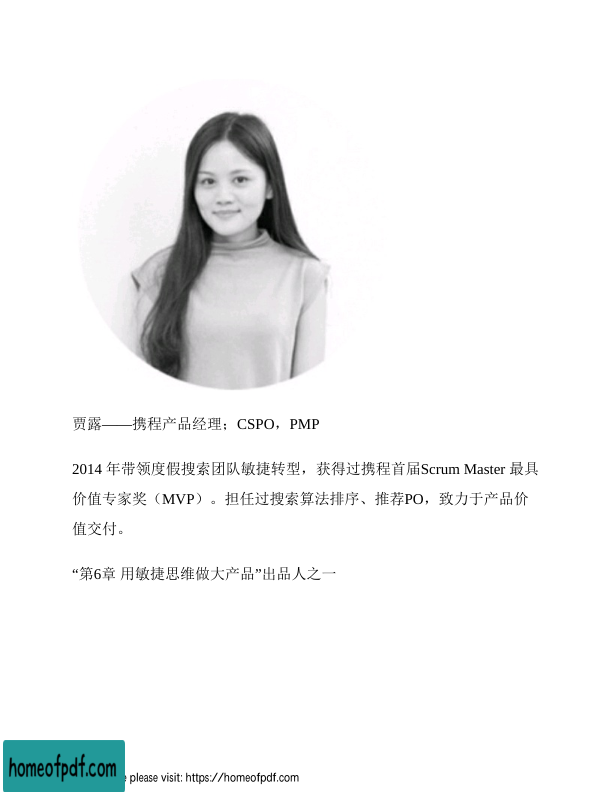 贾露——携程产品经理；CSPO，PMP
2014 年带领度假搜索团队敏捷转型，获得过携程首届Scrum Master 最具
价值专家奖（MVP）。担任过搜索算法排序、推荐PO，致力于产品价
值交付。
“第6章 用敏捷思维做大产品”出品人之一
homeofpdf.com
please visit: https://homeofpdf.com